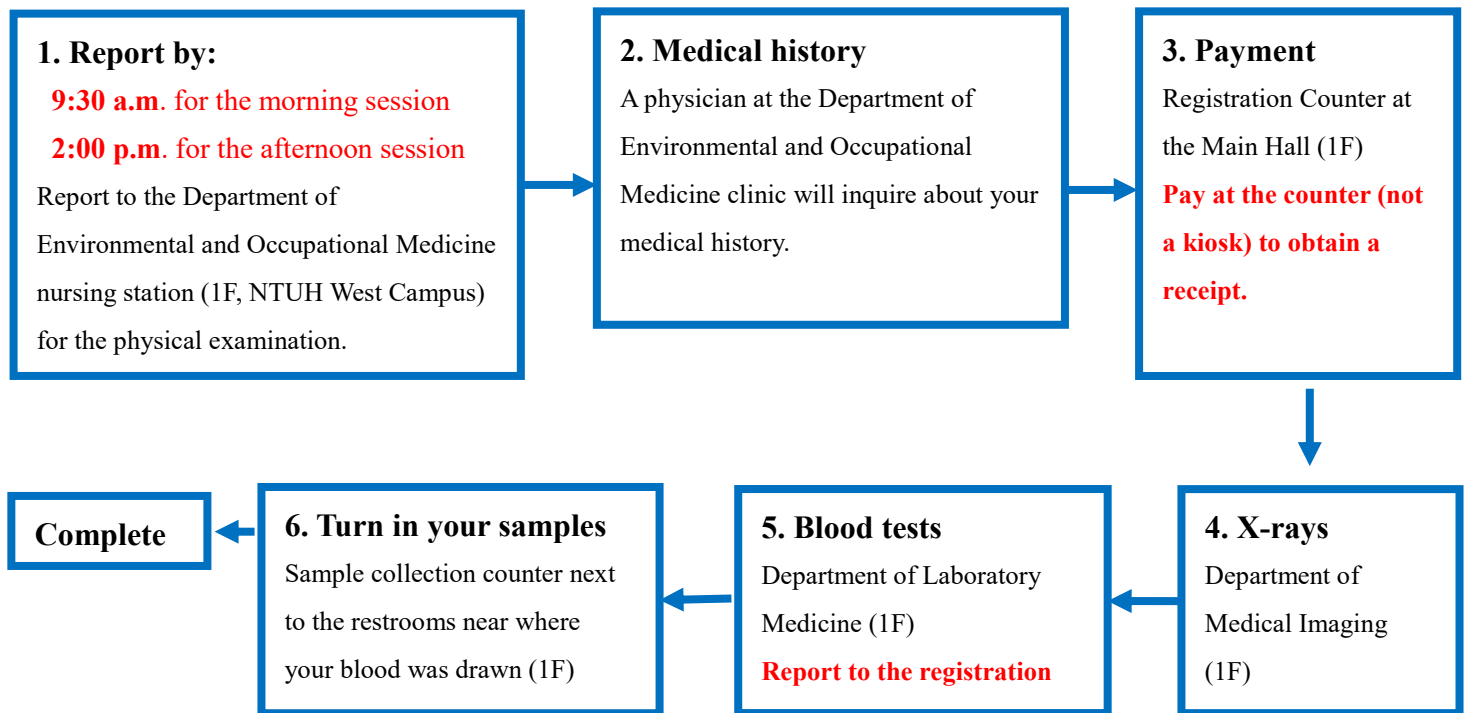 1. Report by:
9:30 a.m. for the morning session
2:00 p.m. for the afternoon session
Report to the Department of
Environmental and Occupational Medicine
nursing station (1F, NTUH West Campus)
for the physical examination.
2. Medical history
A physician at the Department of
Environmental and Occupational
Medicine clinic will inquire about your
medical history.
3. Payment
Registration Counter at
the Main Hall (1F)
Pay at the counter (not
a kiosk) to obtain a
receipt.
4. X-rays
Department of
Medical Imaging
(1F)
5. Blood tests
Department of Laboratory
Medicine (1F)
Report to the registration
6. Turn in your samples
Sample collection counter next
to the restrooms near where
your blood was drawn (1F)
Complete